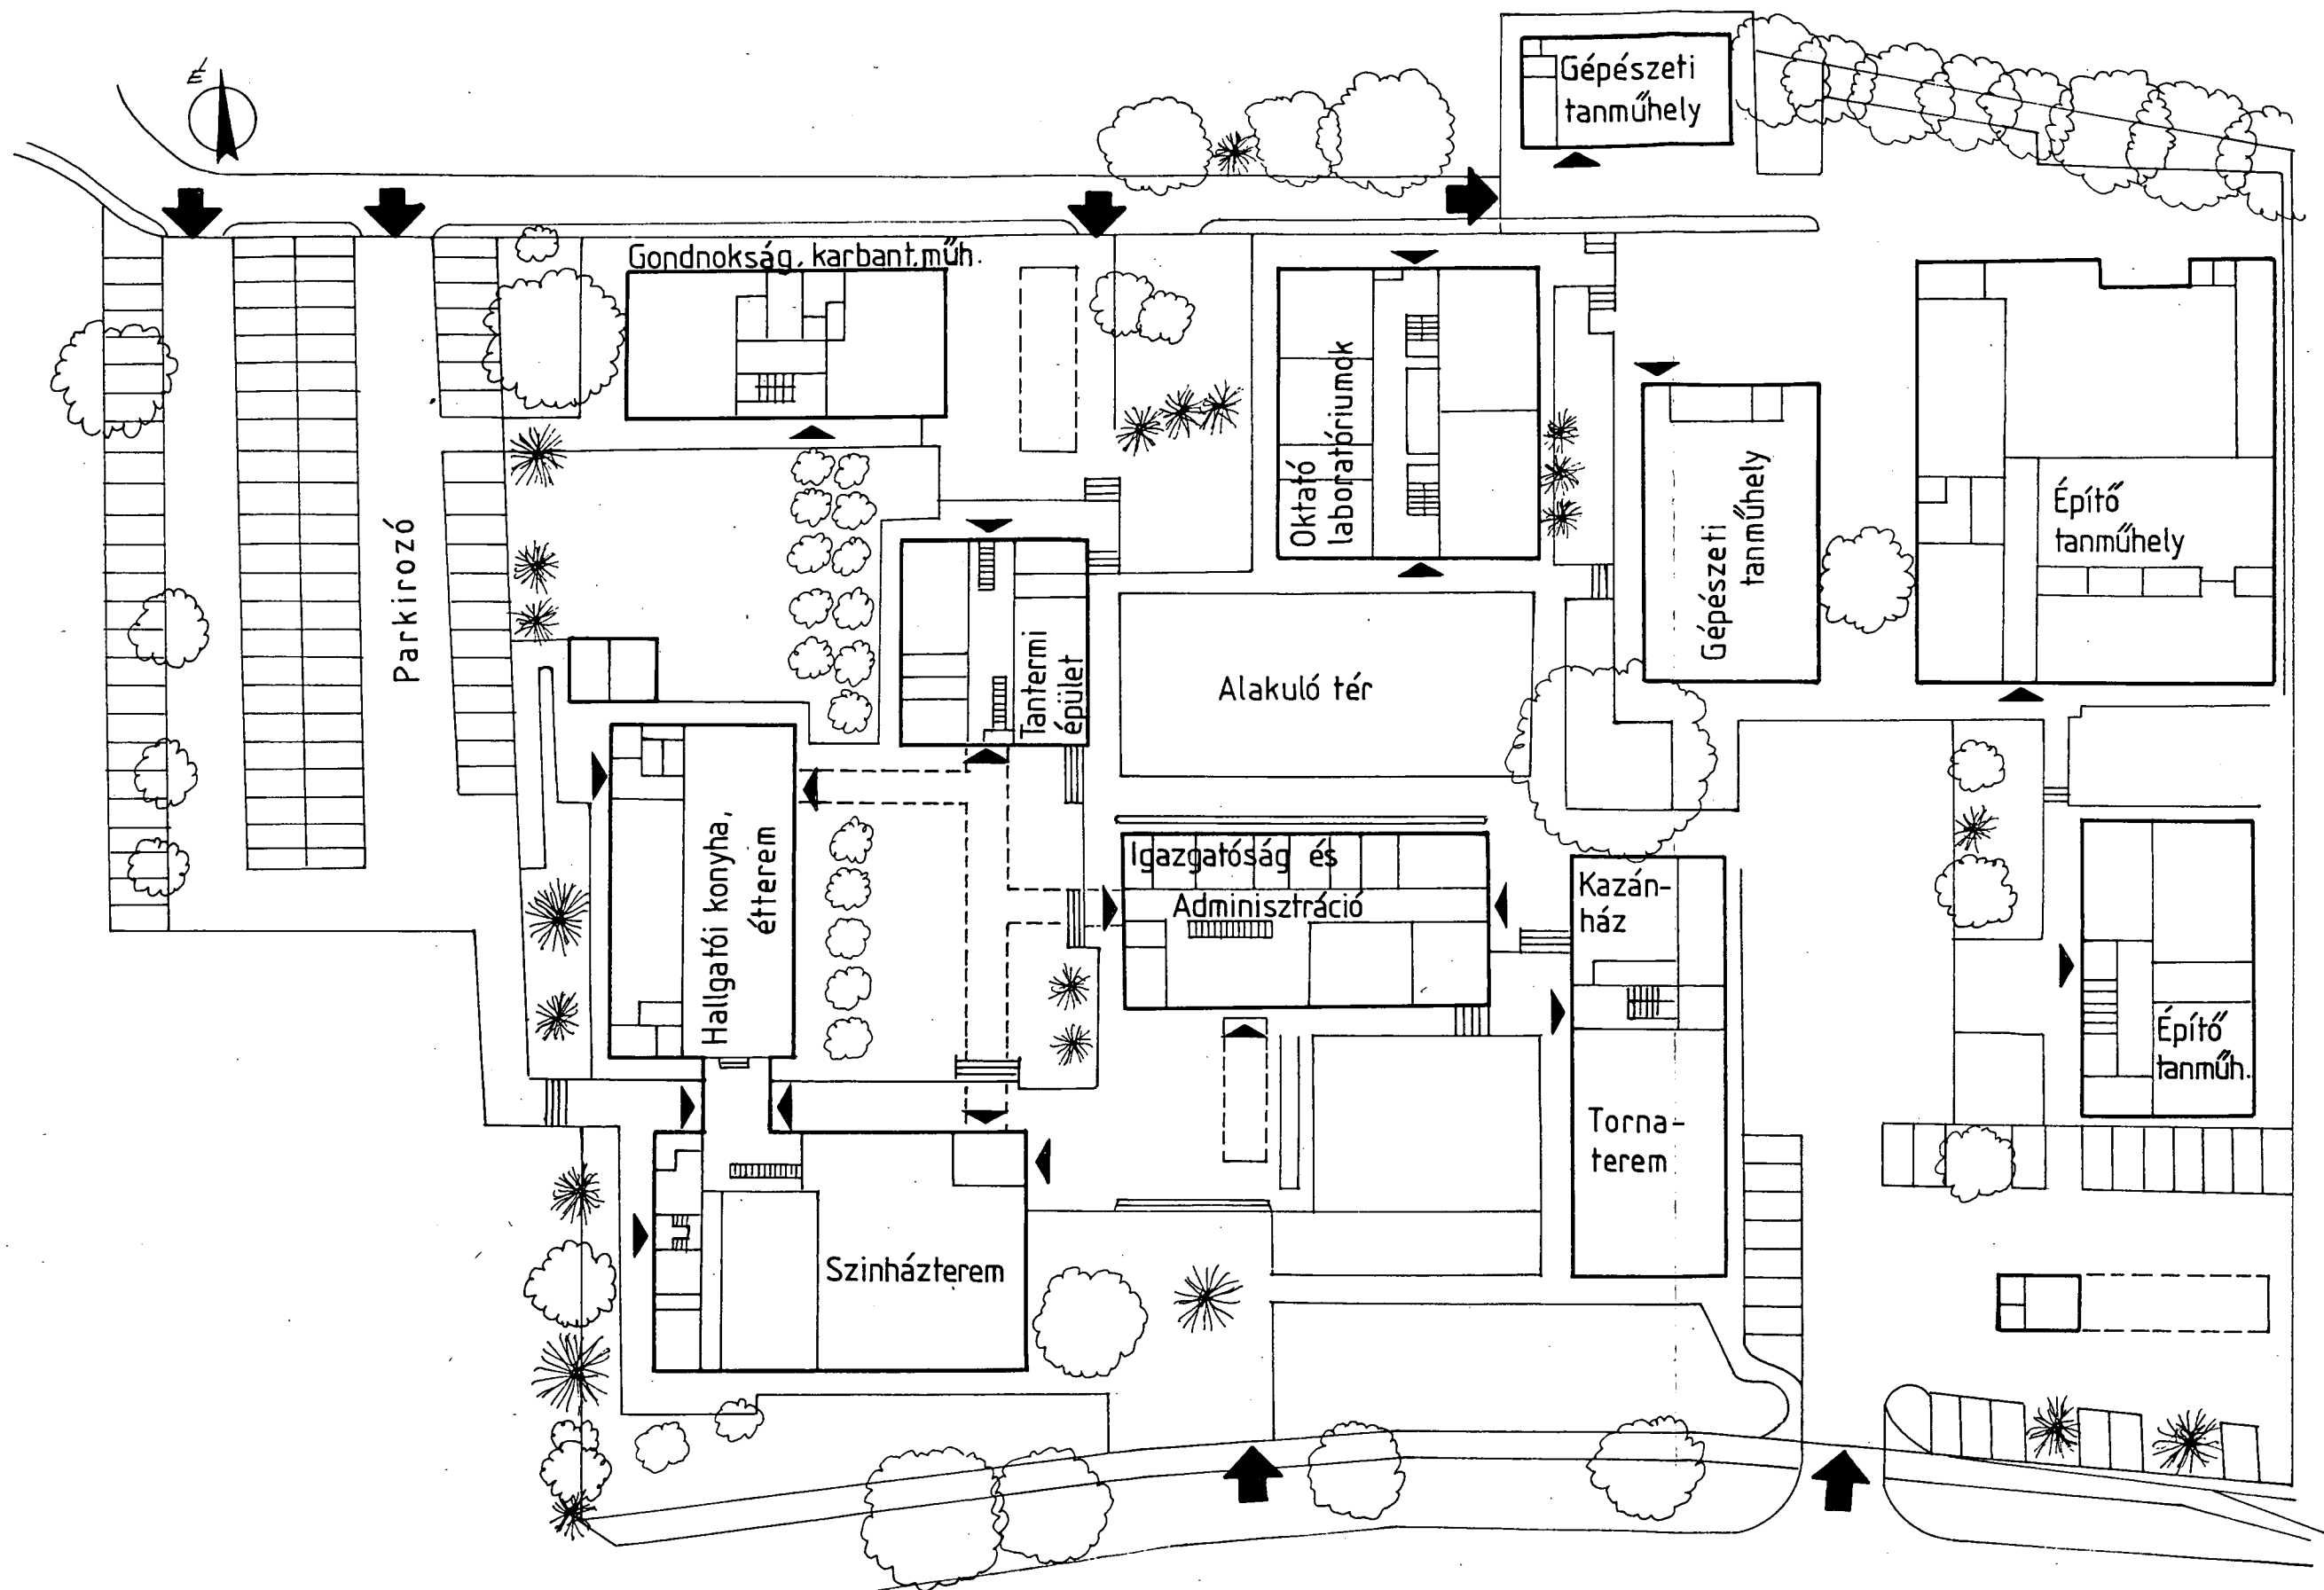 É
Gépészeti
tanműhely
Gondnokság, karbant.műh.
Oktató
laboratóriumok
Gépészeti
tanműhely
Építő
tanműhely
Parkirozó
Tantermi
épület
Alakuló tér
Hallgatói konyha,
étterem
Igazgatóság és
Adminisztráció
Kazán-
ház
Építő
tanműh.
Torna-
terem
Szinházterem